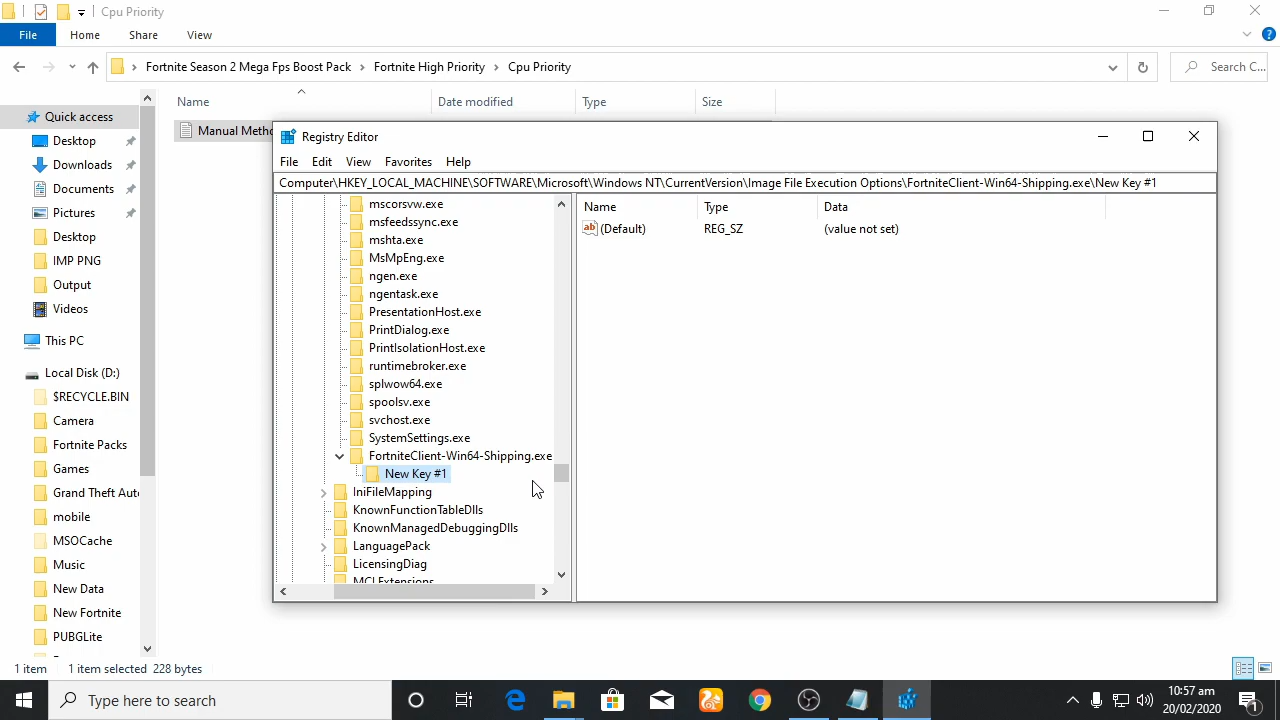 Cpu Priority
File
Home
Share
View
Fortnite Season 2 Mega Fps Boost Pack > Fortnite High Priority > Cpu Priority
Search C...
Name
Date modified
Type
Size
Quick access
Desktop
Downloads
Documents
Pictures
Desktop
IMP PNG
Output
Videos
This PC
Local Disk (D:)
$RECYCLE.BIN
Camera
Fortnite Packs
Games
Grand Theft Aut
mobile
MSOCache
Music
New Data
New Fortnite
PUBGLite
Manual Metho
Registry Editor
File Edit View Favorites Help
Computer\HKEY_LOCAL_MACHINE\SOFTWARE\Microsoft\Windows NT\CurrentVersion\Image File Execution Options\FortniteClient-Win64-Shipping.exe\New Key #1
mscorsvw.exe
msfeedssync.exe
mshta.exe
MsMpEng.exe
ngen.exe
ngentask.exe
PresentationHost.exe
PrintDialog.exe
PrintIsolationHost.exe
runtimebroker.exe
splwow64.exe
spoolsv.exe
svchost.exe
SystemSettings.exe
FortniteClient-Win64-Shipping.exe
New Key #1
IniFileMapping
KnownFunctionTableDlls
KnownManagedDebuggingDlls
LanguagePack
LicensingDiag
MCI Extensions
Name Type Data
(Default) REG_SZ (value not set)
1 item 1 item selected 228 bytes
Type here to search
10:57 am
20/02/2020
1